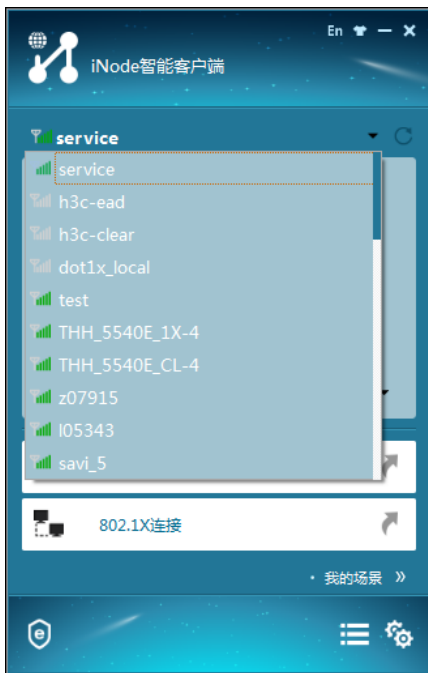 En
iNode智能客户端
service
service
h3c-ead
h3c-clear
dot1x_local
test
THH_5540E_1X-4
THH_5540E_CL-4
z07915
l05343
savi_5
802.1X连接
· 我的场景 »
e